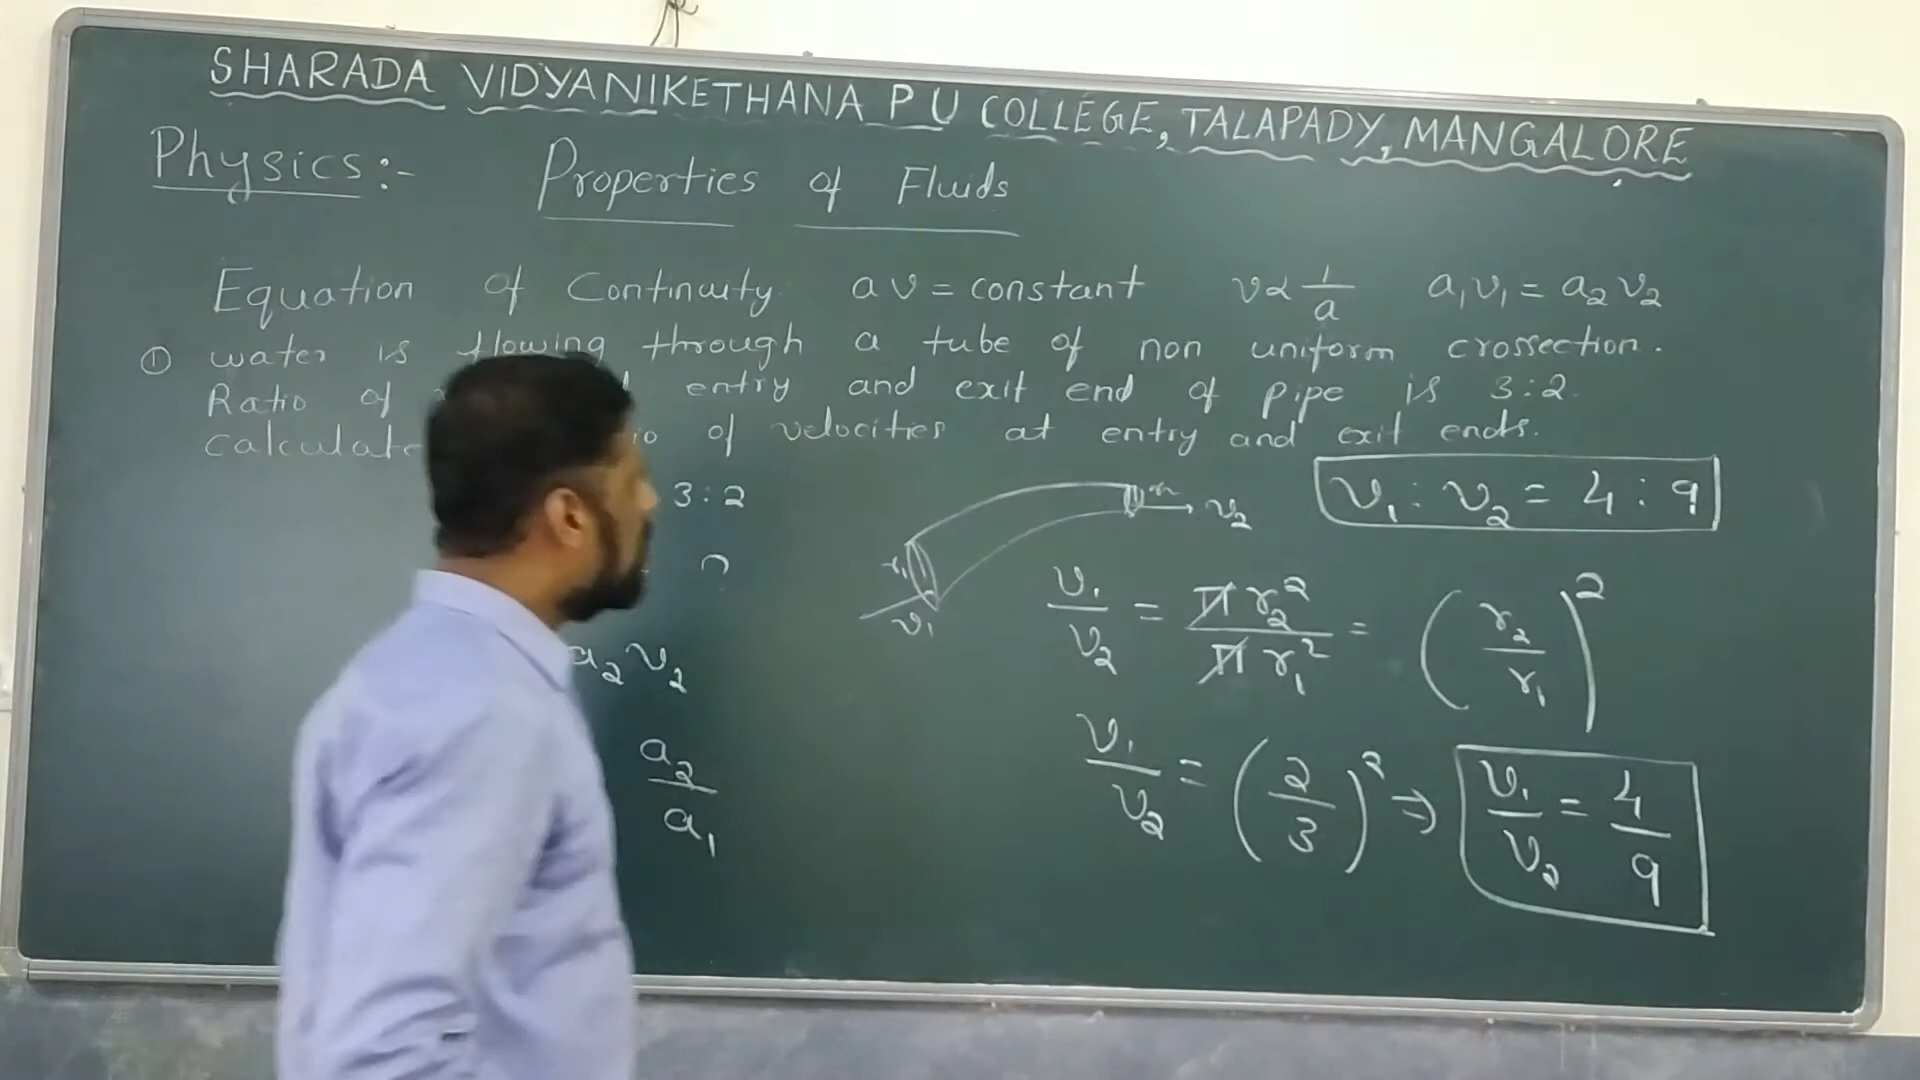 SHARADA VIDYANIKETHANA P U COLLEGE, TALAPADY, MANGALORE
Physics:- Properties of Fluids
Equation of Continuity av = constant v ∝ 1/a a₁v₁ = a₂v₂
① water is flowing through a tube of non uniform crossection.
Ratio of entry and exit end of pipe is 3:2.
calculate of velocities at entry and exit ends.
3 : 2
v₁ : v₂ = 4 : 9
v₂
r₁
v₁
v₁/v₂ = πr₂²/πr₁² = (r₂/r₁)²
a₂v₂
a₂/a₁
v₁/v₂ = (2/3)² ⇒ v₁/v₂ = 4/9